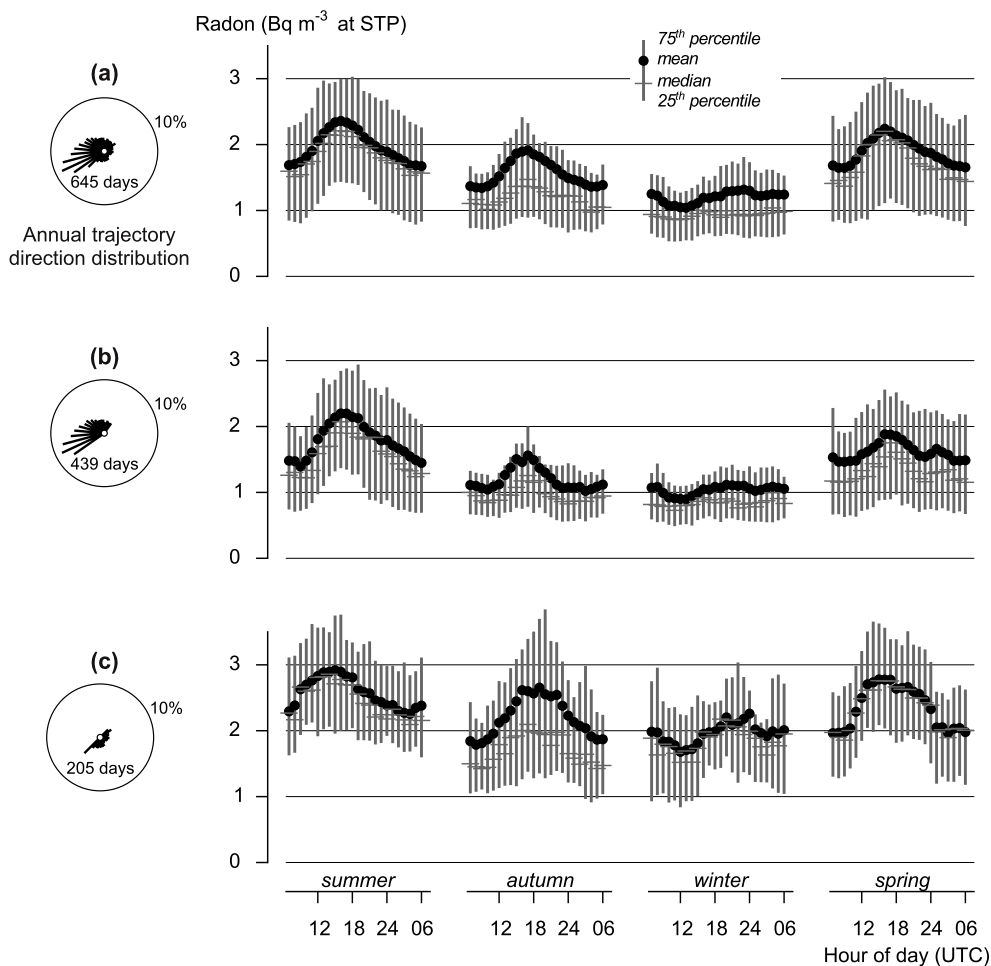 Radon (Bq m⁻³ at STP)
75th percentile
mean
median
25th percentile
(a)
10%
645 days
Annual trajectory
direction distribution
3
2
1
0
(b)
10%
439 days
3
2
1
0
(c)
10%
205 days
3
2
1
0
summer autumn winter spring
12 18 24 06 12 18 24 06 12 18 24 06 12 18 24 06
Hour of day (UTC)